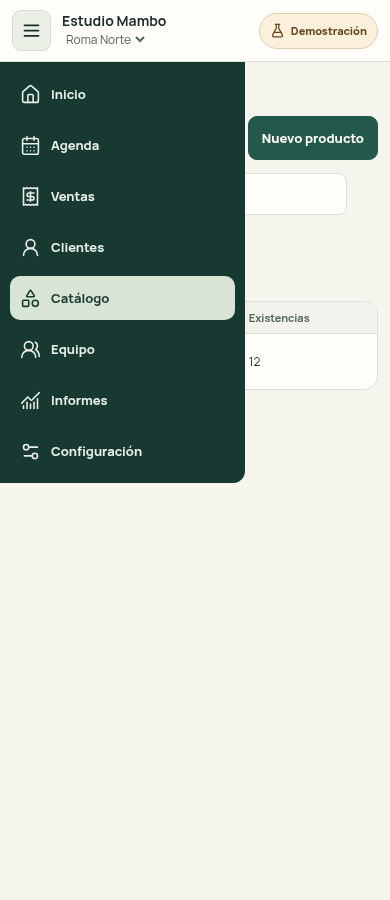 Estudio Mambo
Roma Norte
Demostración
Inicio
Agenda
Ventas
Clientes
Catálogo
Equipo
Informes
Configuración
Nuevo producto
Existencias
12